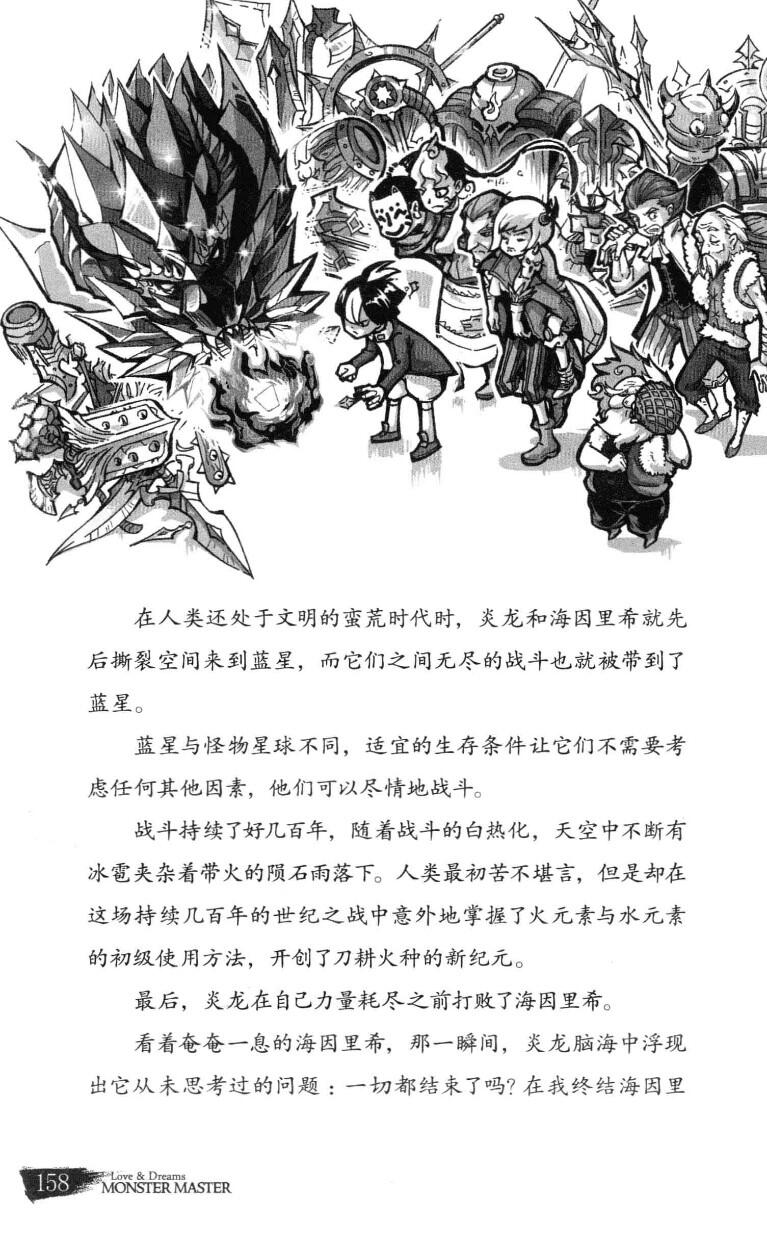 在人类还处于文明的蛮荒时代时，炎龙和海因里希就先
后撕裂空间来到蓝星，而它们之间无尽的战斗也就被带到了
蓝星。
蓝星与怪物星球不同，适宜的生存条件让它们不需要考
虑任何其他因素，他们可以尽情地战斗。
战斗持续了好几百年，随着战斗的白热化，天空中不断有
冰雹夹杂着带火的陨石雨落下。人类最初苦不堪言，但是却在
这场持续几百年的世纪之战中意外地掌握了火元素与水元素
的初级使用方法，开创了刀耕火种的新纪元。
最后，炎龙在自己力量耗尽之前打败了海因里希。
看着奄奄一息的海因里希，那一瞬间，炎龙脑海中浮现
出它从未思考过的问题：一切都结束了吗？在我终结海因里
158
Love & Dreams
MONSTER MASTER